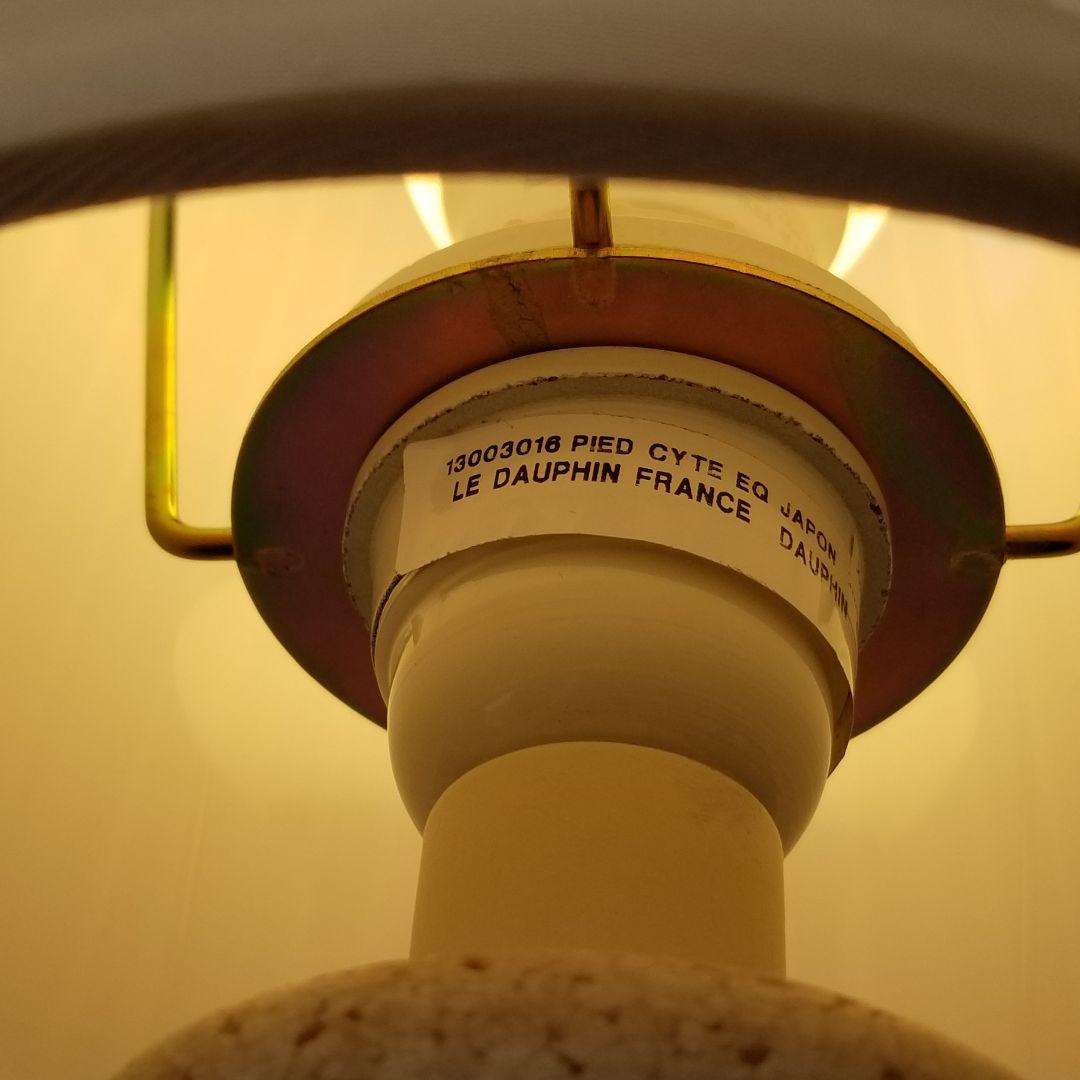 13003016 PIED CYTE EQ JAPON
LE DAUPHIN FRANCE DAUPHIN